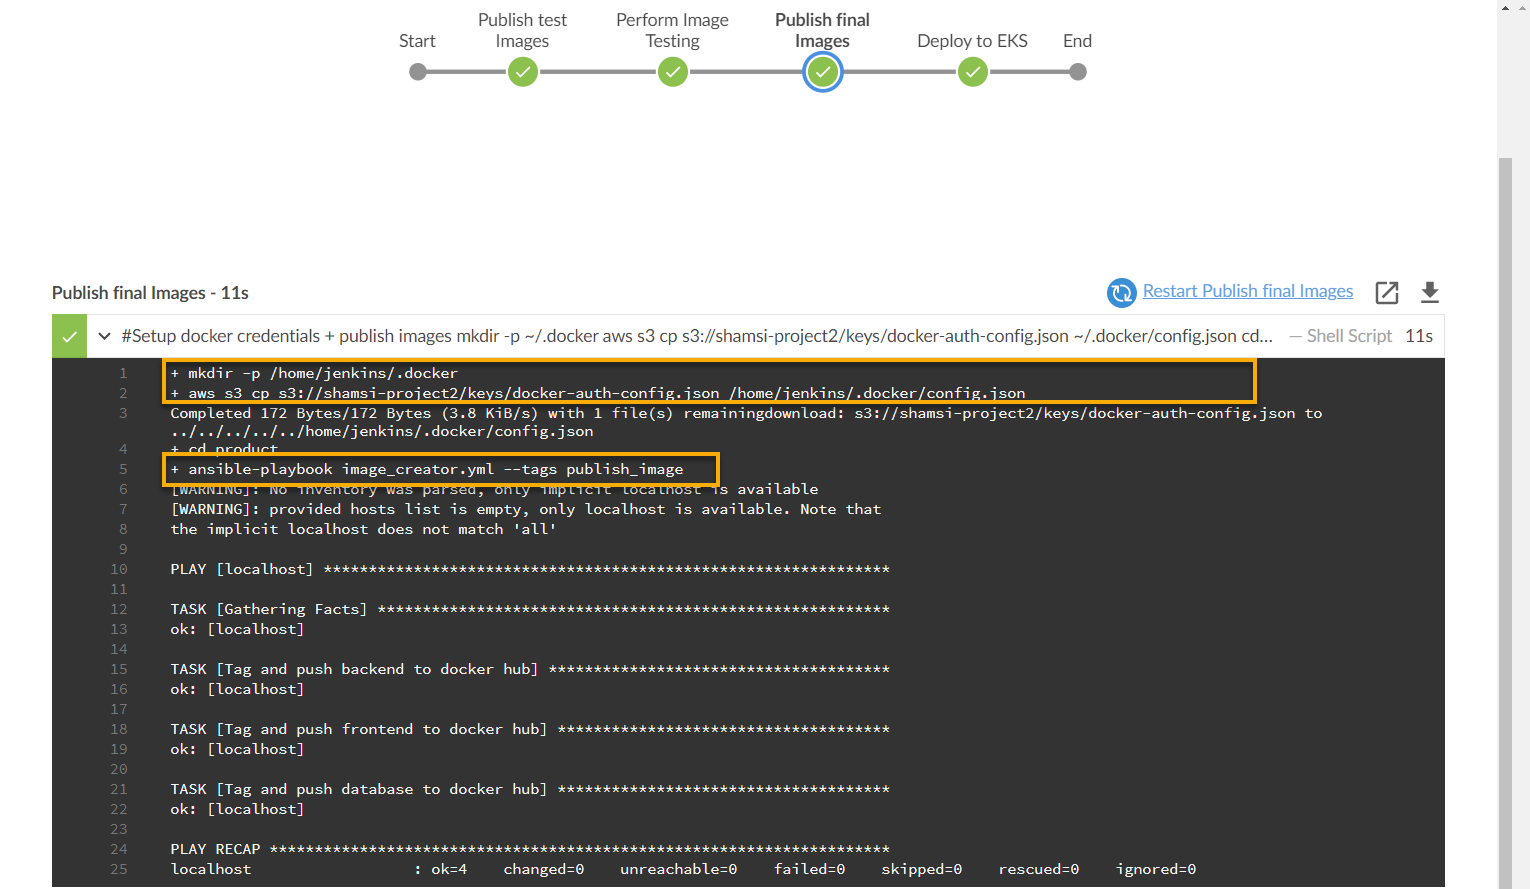 Start
Publish test
Images
Perform Image
Testing
Publish final
Images
Deploy to EKS
End
Publish final Images - 11s
Restart Publish final Images
#Setup docker credentials + publish images mkdir -p ~/.docker aws s3 cp s3://shamsi-project2/keys/docker-auth-config.json ~/.docker/config.json cd... — Shell Script 11s
1 + mkdir -p /home/jenkins/.docker
2 + aws s3 cp s3://shamsi-project2/keys/docker-auth-config.json /home/jenkins/.docker/config.json
3 Completed 172 Bytes/172 Bytes (3.8 KiB/s) with 1 file(s) remainingdownload: s3://shamsi-project2/keys/docker-auth-config.json to
../../../../../home/jenkins/.docker/config.json
4 + cd product
5 + ansible-playbook image_creator.yml --tags publish_image
6 [WARNING]: No inventory was parsed, only implicit localhost is available
7 [WARNING]: provided hosts list is empty, only localhost is available. Note that
8 the implicit localhost does not match 'all'
9
10 PLAY [localhost] ***************************************************************
11
12 TASK [Gathering Facts] *********************************************************
13 ok: [localhost]
14
15 TASK [Tag and push backend to docker hub] **************************************
16 ok: [localhost]
17
18 TASK [Tag and push frontend to docker hub] *************************************
19 ok: [localhost]
20
21 TASK [Tag and push database to docker hub] *************************************
22 ok: [localhost]
23
24 PLAY RECAP *********************************************************************
25 localhost : ok=4 changed=0 unreachable=0 failed=0 skipped=0 rescued=0 ignored=0